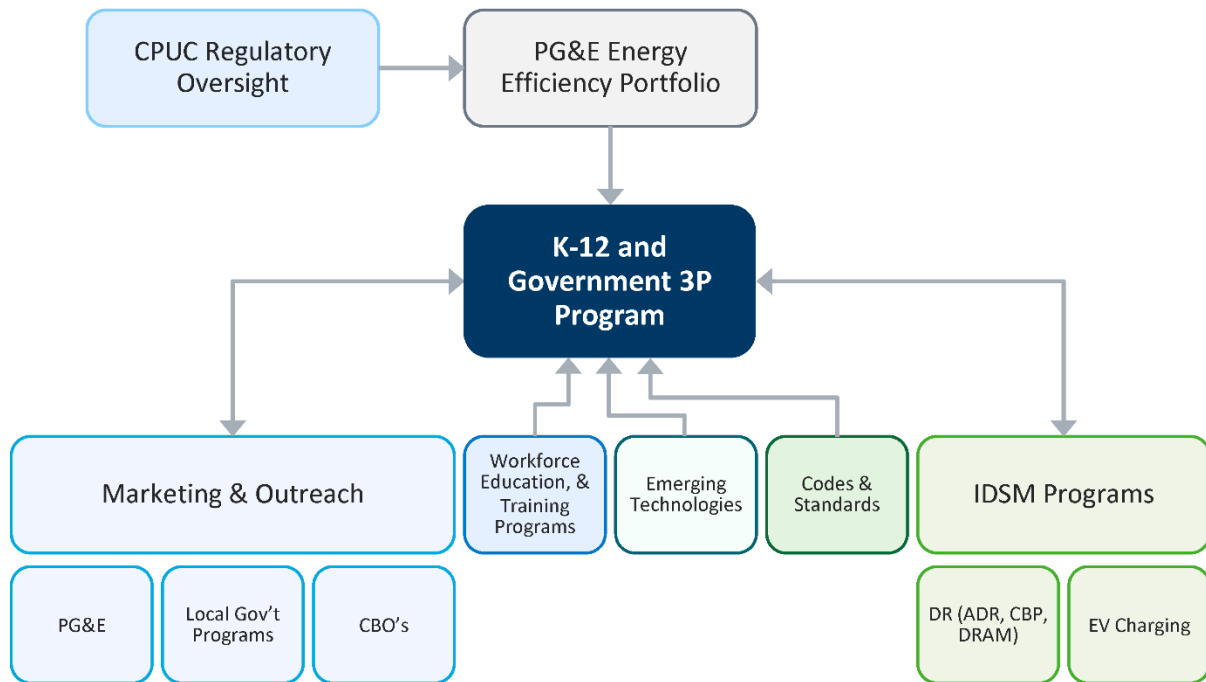 CPUC Regulatory
Oversight
PG&E Energy
Efficiency Portfolio
K-12 and
Government 3P
Program
Marketing & Outreach
Workforce
Education, &
Training
Programs
Emerging
Technologies
Codes &
Standards
IDSM Programs
PG&E
Local Gov’t
Programs
CBO’s
DR (ADR, CBP,
DRAM)
EV Charging